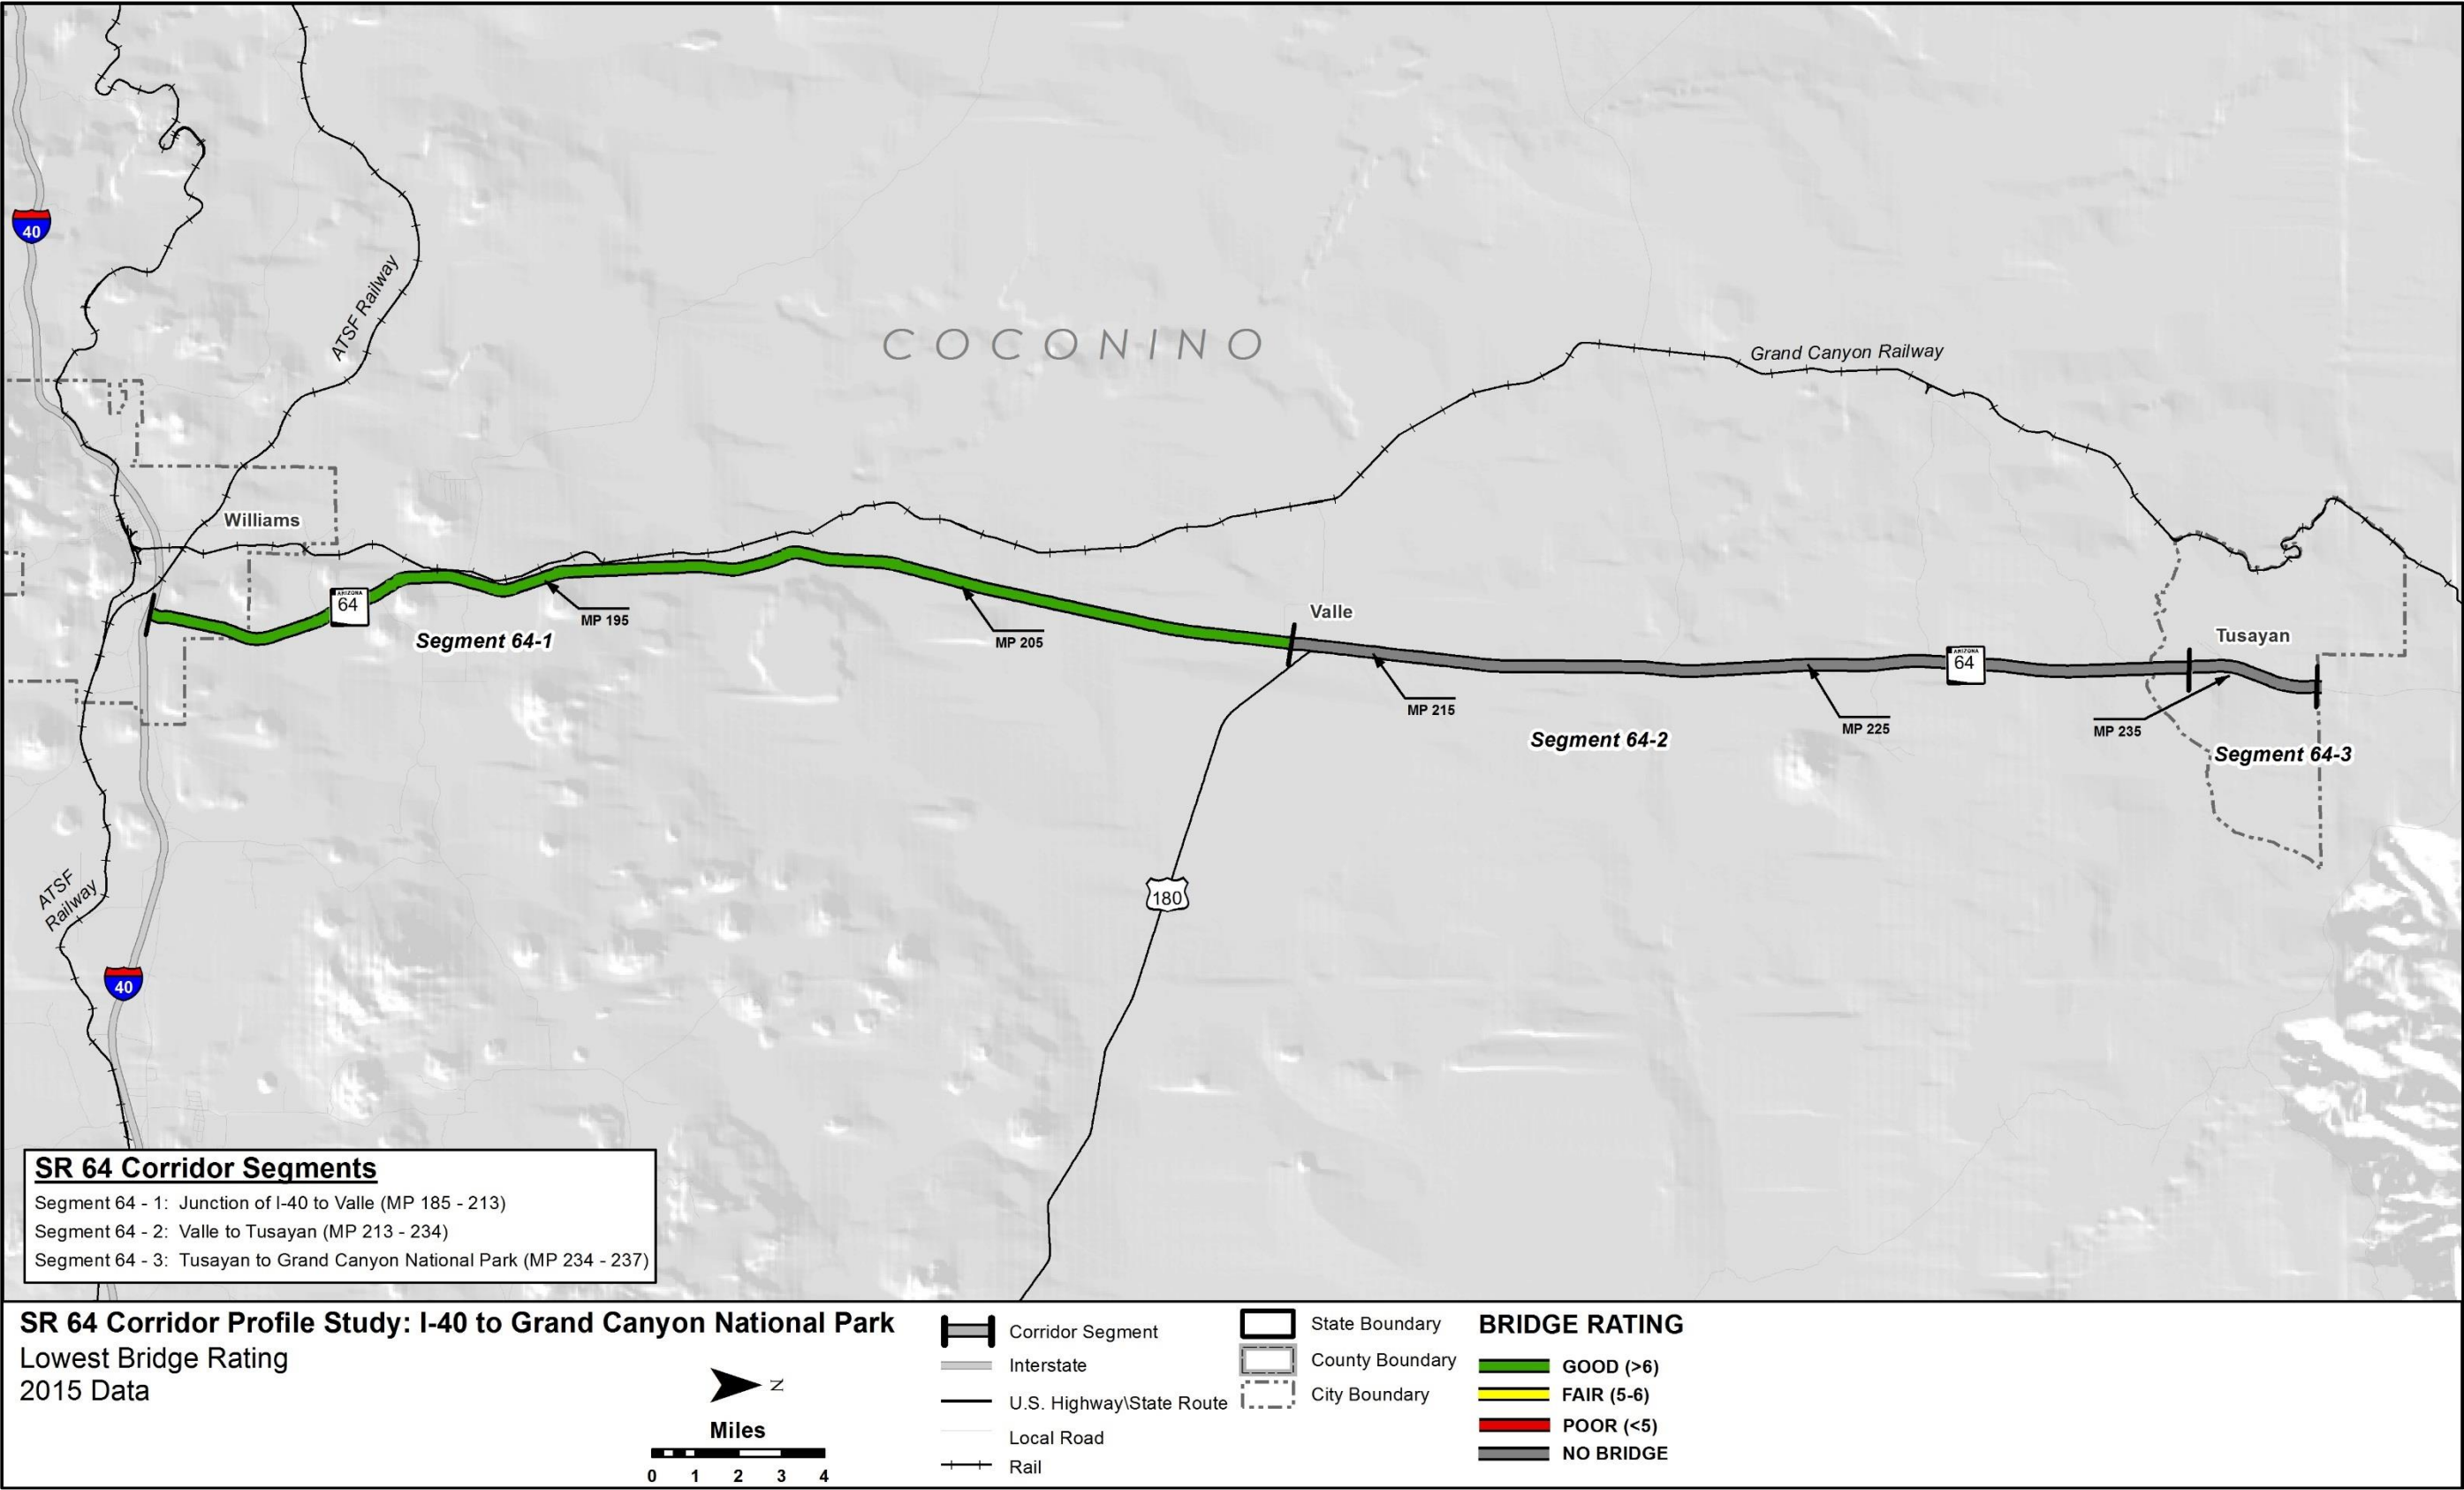 40
ATSF Railway
COCONINO
Grand Canyon Railway
Williams
ARIZONA
64
Segment 64-1
MP 195
MP 205
Valle
MP 215
Segment 64-2
MP 225
ARIZONA
64
Tusayan
MP 235
Segment 64-3
180
ATSF
Railway
40
SR 64 Corridor Segments
Segment 64 - 1: Junction of I-40 to Valle (MP 185 - 213)
Segment 64 - 2: Valle to Tusayan (MP 213 - 234)
Segment 64 - 3: Tusayan to Grand Canyon National Park (MP 234 - 237)
SR 64 Corridor Profile Study: I-40 to Grand Canyon National Park
Lowest Bridge Rating
2015 Data
N
Miles
0 1 2 3 4
Corridor Segment
Interstate
U.S. Highway\State Route
Local Road
Rail
State Boundary
County Boundary
City Boundary
BRIDGE RATING
GOOD (>6)
FAIR (5-6)
POOR (<5)
NO BRIDGE